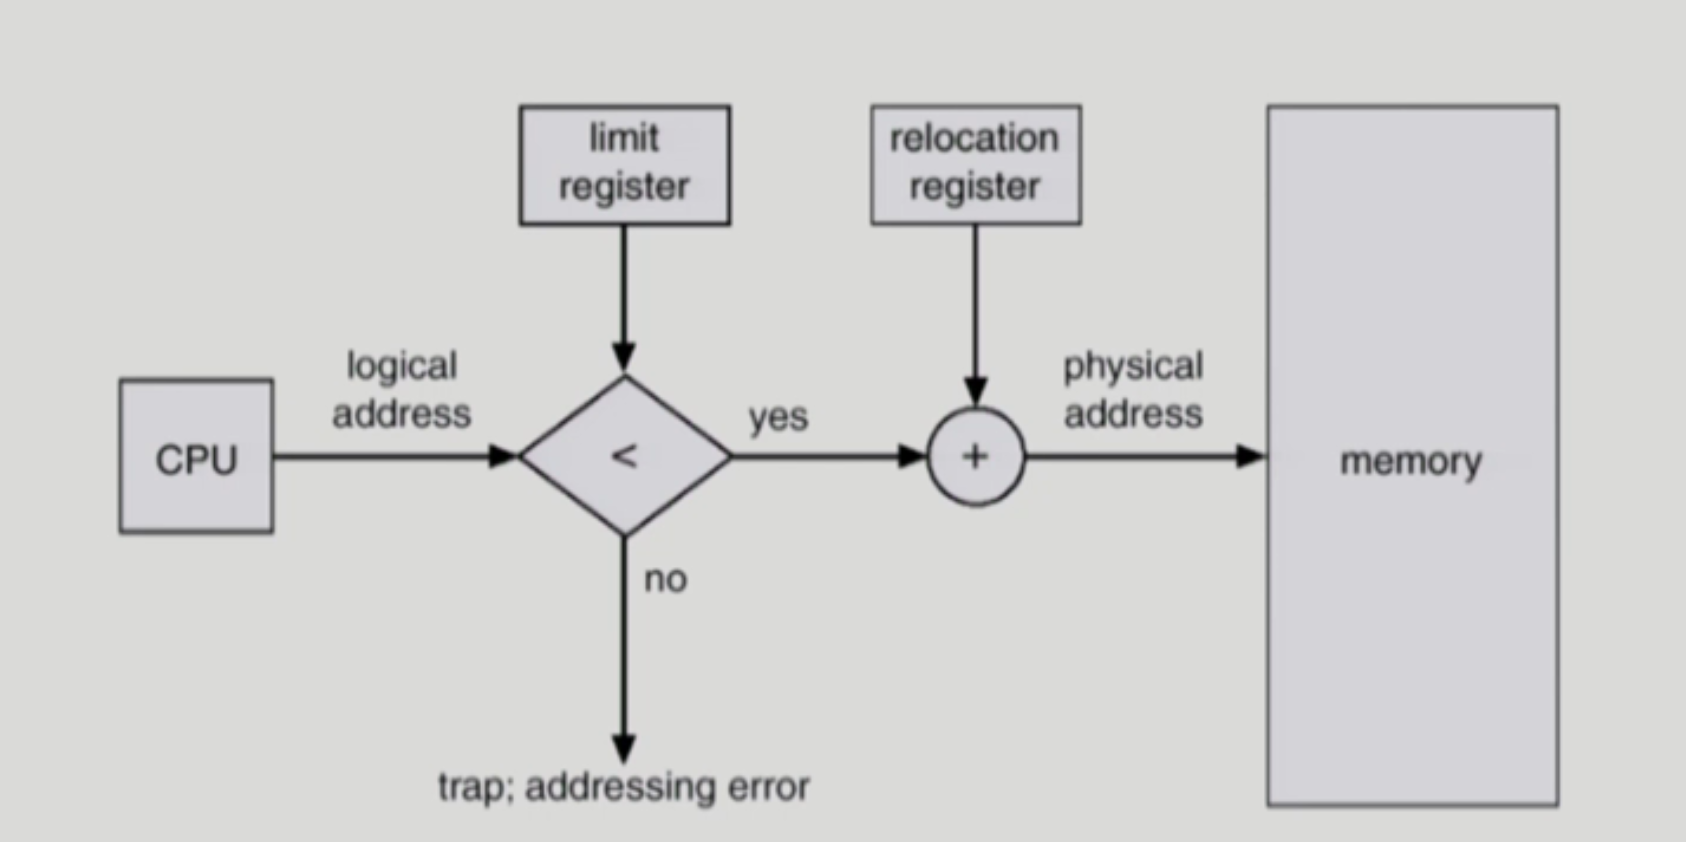 limit
register
relocation
register
logical
address
physical
address
CPU
<
yes
+
memory
no
trap; addressing error